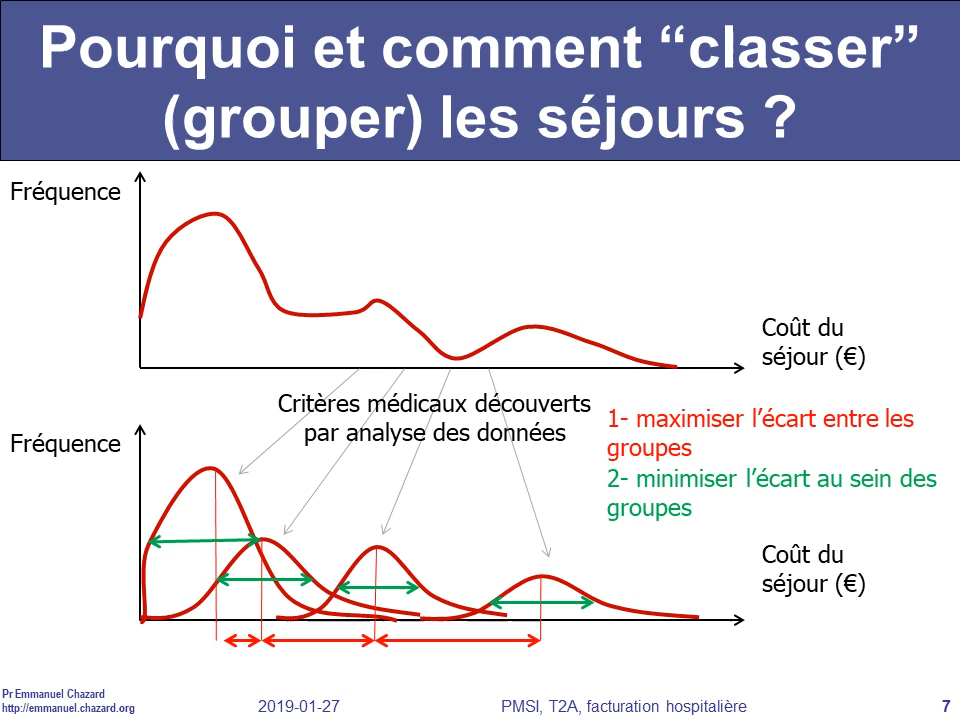 Pourquoi et comment “classer”
(grouper) les séjours ?
Fréquence
Coût du
séjour (€)
Critères médicaux découverts
par analyse des données
1- maximiser l’écart entre les
groupes
2- minimiser l’écart au sein des
groupes
Fréquence
Coût du
séjour (€)
Pr Emmanuel Chazard
http://emmanuel.chazard.org
2019-01-27
PMSI, T2A, facturation hospitalière
7